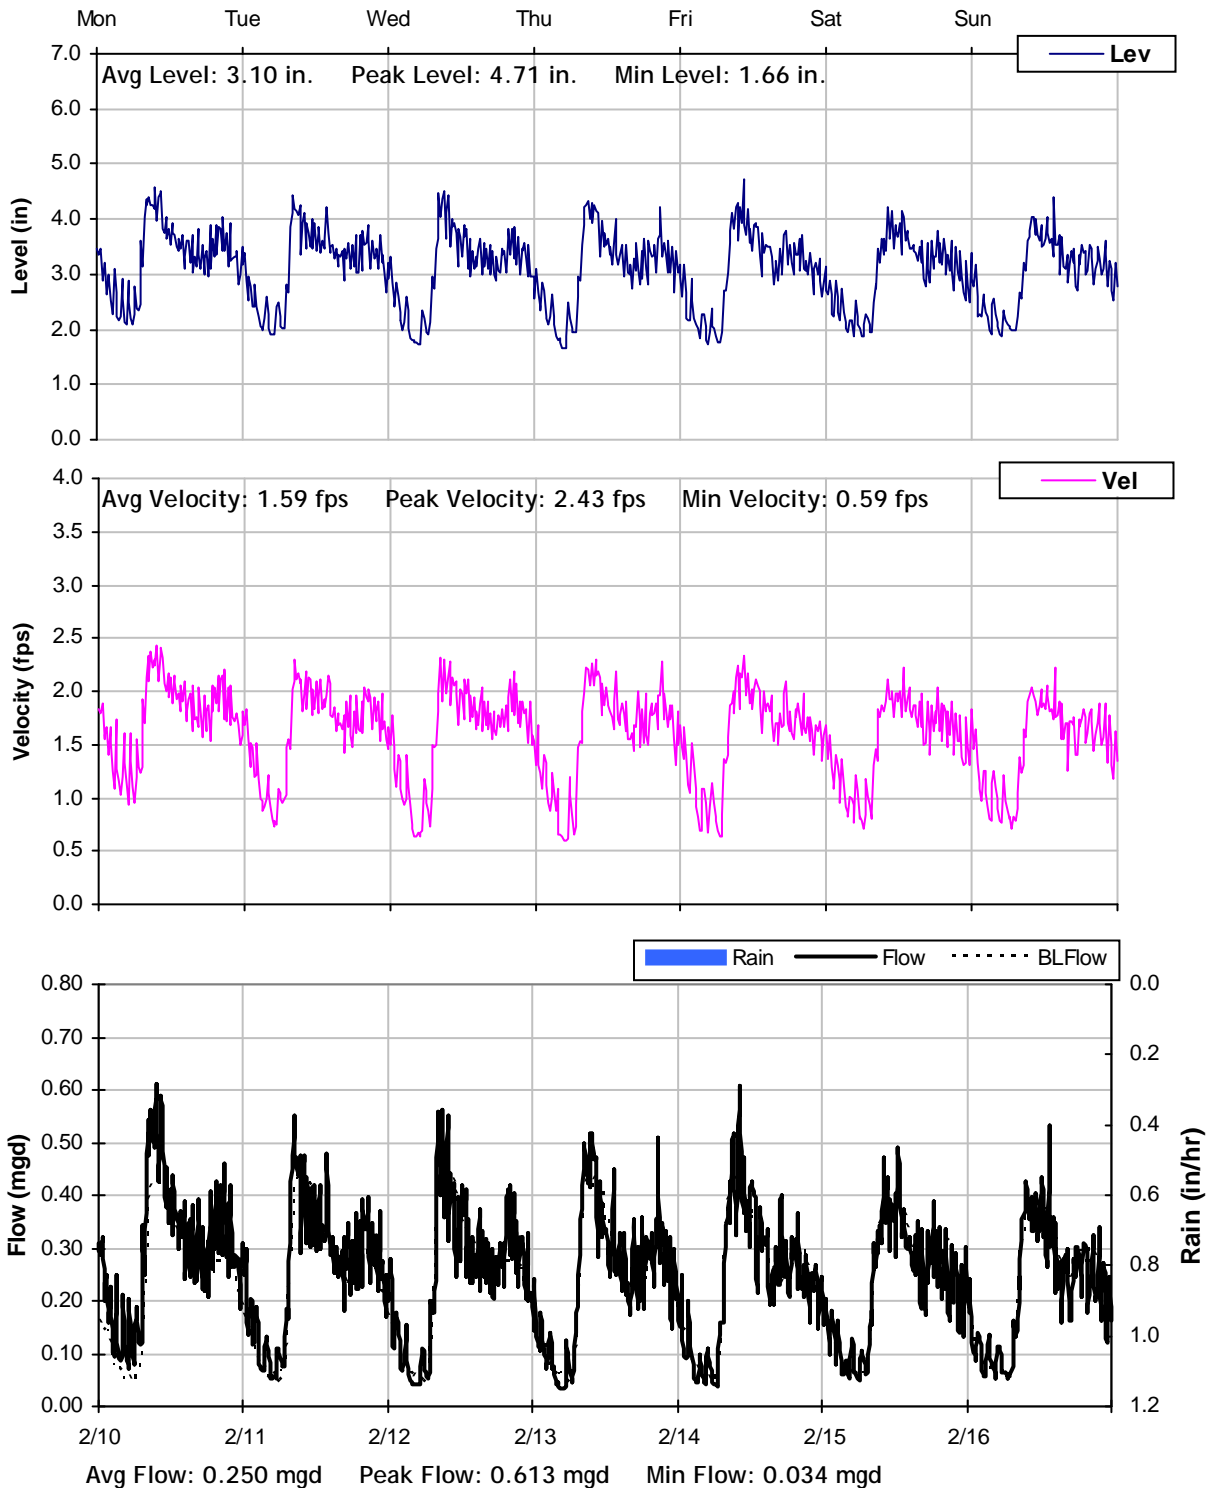 Mon Tue Wed Thu Fri Sat Sun
Lev
Avg Level: 3.10 in. Peak Level: 4.71 in. Min Level: 1.66 in.
7.0
6.0
5.0
4.0
3.0
2.0
1.0
0.0
Level (in)
Vel
Avg Velocity: 1.59 fps Peak Velocity: 2.43 fps Min Velocity: 0.59 fps
4.0
3.5
3.0
2.5
2.0
1.5
1.0
0.5
0.0
Velocity (fps)
Rain Flow BLFlow
0.80
0.70
0.60
0.50
0.40
0.30
0.20
0.10
0.00
Flow (mgd)
0.0
0.2
0.4
0.6
0.8
1.0
1.2
Rain (in/hr)
2/10 2/11 2/12 2/13 2/14 2/15 2/16
Avg Flow: 0.250 mgd Peak Flow: 0.613 mgd Min Flow: 0.034 mgd